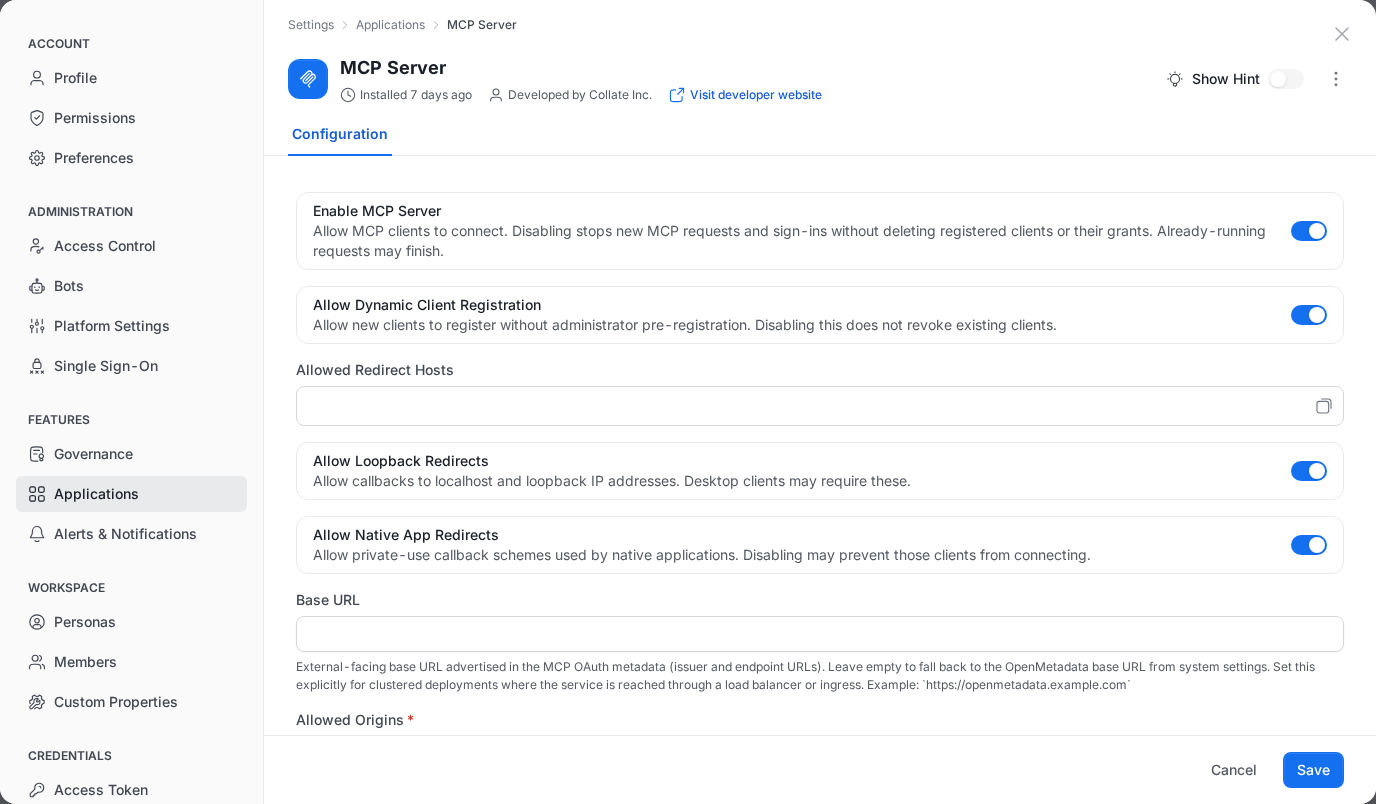 ACCOUNT
Profile
Permissions
Preferences
ADMINISTRATION
Access Control
Bots
Platform Settings
Single Sign-On
FEATURES
Governance
Applications
Alerts & Notifications
WORKSPACE
Personas
Members
Custom Properties
CREDENTIALS
Access Token
Settings > Applications > MCP Server
MCP Server
Installed 7 days ago Developed by Collate Inc. Visit developer website
Show Hint
Configuration
Enable MCP Server
Allow MCP clients to connect. Disabling stops new MCP requests and sign-ins without deleting registered clients or their grants. Already-running
requests may finish.
Allow Dynamic Client Registration
Allow new clients to register without administrator pre-registration. Disabling this does not revoke existing clients.
Allowed Redirect Hosts
Allow Loopback Redirects
Allow callbacks to localhost and loopback IP addresses. Desktop clients may require these.
Allow Native App Redirects
Allow private-use callback schemes used by native applications. Disabling may prevent those clients from connecting.
Base URL
External-facing base URL advertised in the MCP OAuth metadata (issuer and endpoint URLs). Leave empty to fall back to the OpenMetadata base URL from system settings. Set this
explicitly for clustered deployments where the service is reached through a load balancer or ingress. Example: `https://openmetadata.example.com`
Allowed Origins *
Cancel Save